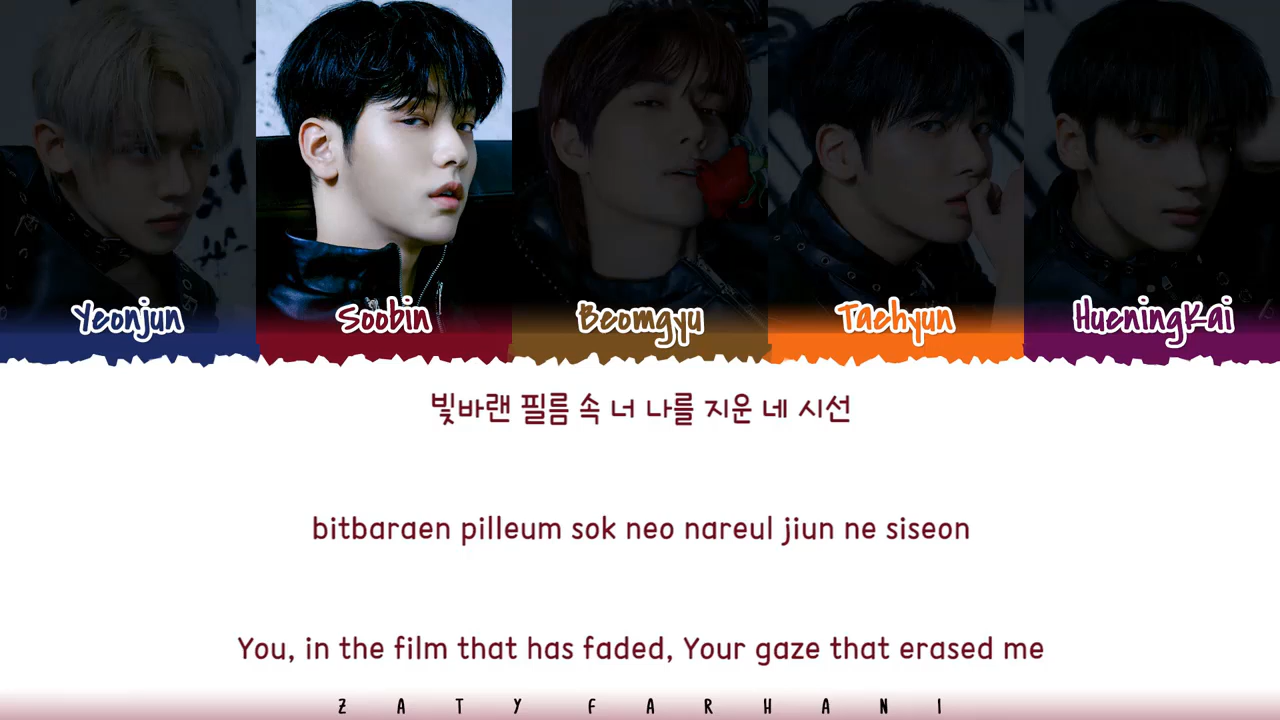 Yeonjun Soobin Beomgyu Taehyun HueningKai
빛바랜 필름 속 너 나를 지운 네 시선
bitbaraen pilleum sok neo nareul jiun ne siseon
You, in the film that has faded, Your gaze that erased me
ZATY FARHANI